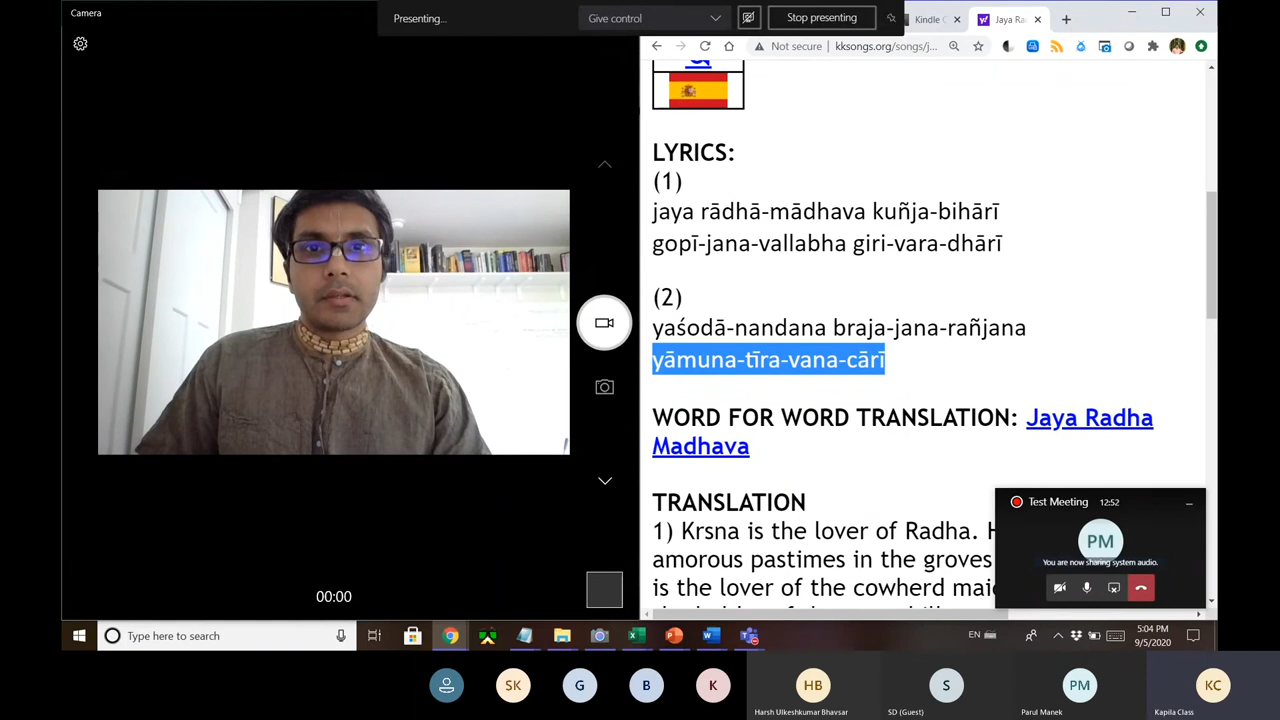 Camera
Presenting...
Give control
Stop presenting
Kindle C
Jaya Ra
Not secure
kksongs.org/songs/j...
LYRICS:
(1)
jaya rādhā-mādhava kuñja-bihārī
gopī-jana-vallabha giri-vara-dhārī
(2)
yaśodā-nandana braja-jana-rañjana
yāmuna-tīra-vana-cārī
WORD FOR WORD TRANSLATION: Jaya Radha
Madhava
TRANSLATION
1) Krsna is the lover of Radha. H
amorous pastimes in the groves
is the lover of the cowherd maid
Test Meeting 12:52
PM
You are now sharing system audio.
00:00
Type here to search
EN
5:04 PM
9/5/2020
SK
G
B
K
HB
Harsh Ulkeshkumar Bhavsar
S
SD (Guest)
PM
Parul Manek
KC
Kapila Class